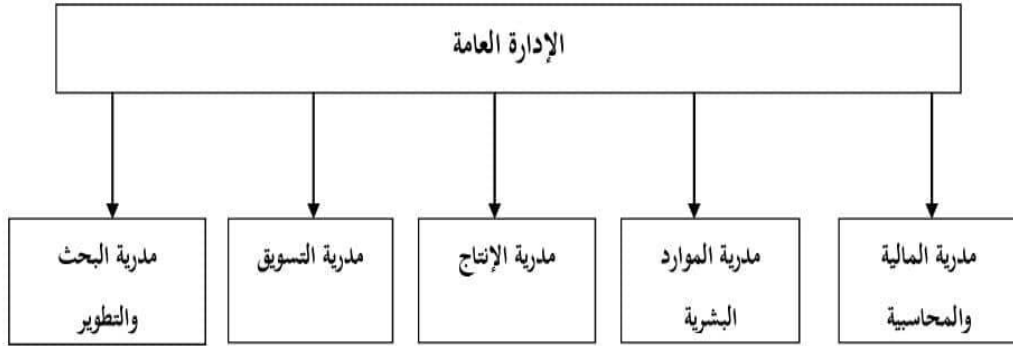 الإدارة العامة
مدرية المالية
والمحاسبية
مدرية الموارد
البشرية
مدرية الإنتاج
مدرية التسويق
مدرية البحث
والتطوير